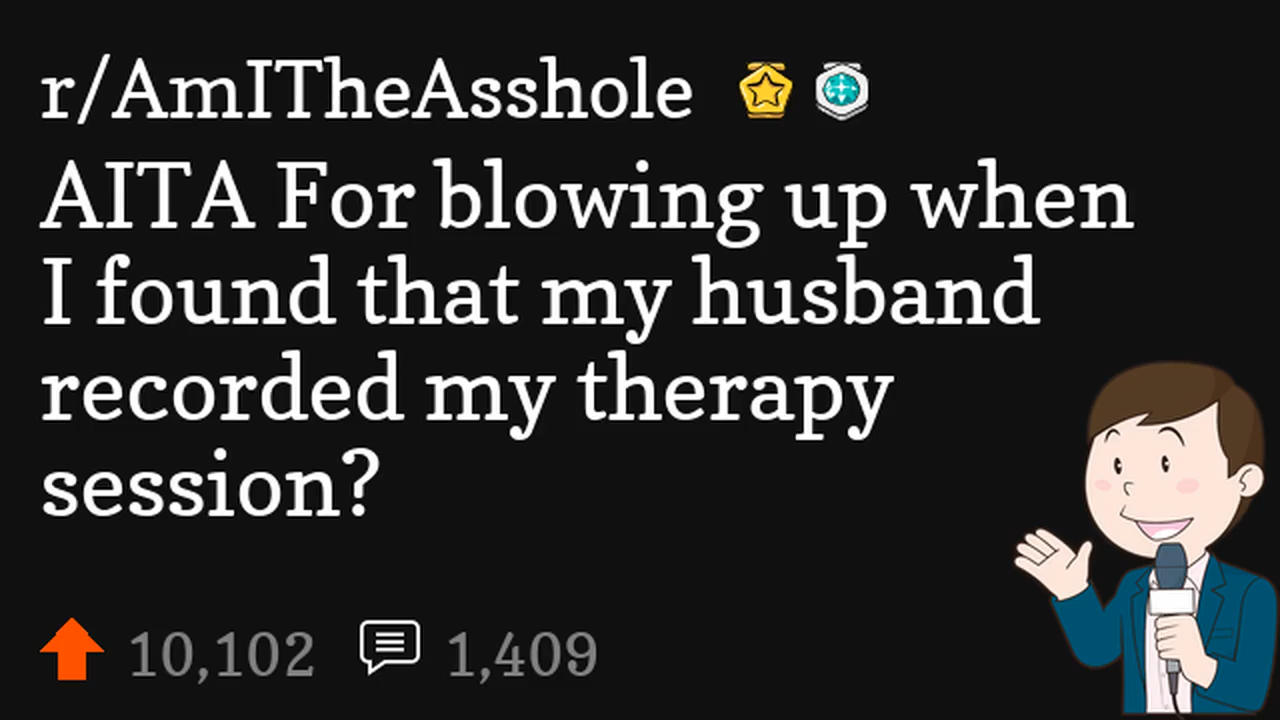 r/AmITheAsshole
AITA For blowing up when
I found that my husband
recorded my therapy
session?
10,102 1,409